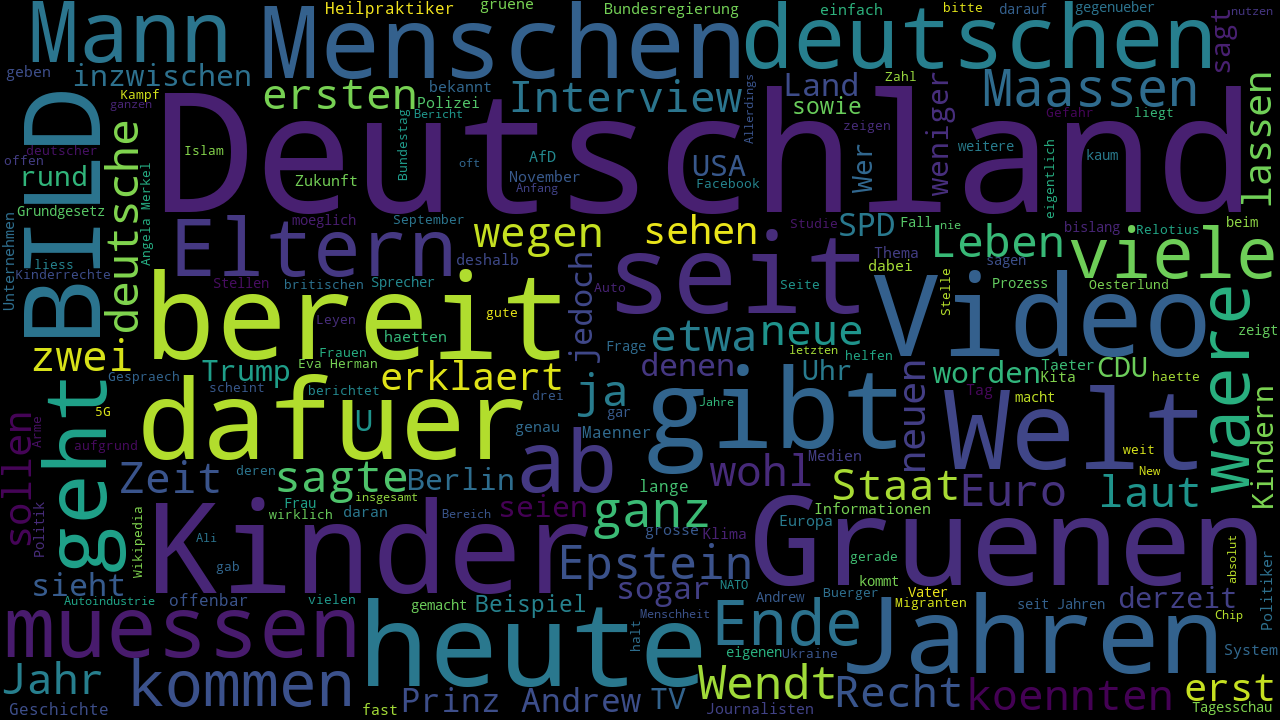 Heilpraktiker
gruene
Bundesregierung
einfach
bitte
darauf
gegenueber
nutzen
Mann
Menschen
deutschen
sagt
geben
inzwischen
bekannt
Land
Zahl
Maassen
Kampf
ersten
Interview
ganzen
Polizei
Bericht
sowie
Gefahr
liegt
BILD
deutsche
Deutschland
Allerdings
zeigen
weniger
lassen
deutscher
offen
Islam
Bundestag
AfD
oft
USA
Wer
weitere
kaum
eigentlich
rund
Angela Merkel
Zukunft
November
Anfang
Facebook
Grundgesetz
moeglich
September
Studie
SPD
Fall
nie
bislang
Relotius
beim
Unternehmen
Eltern
wegen
sehen
seit
Leben
viele
liess
Kinderrechte
deshalb
Thema
dabei
sagen
Stellen
britischen
Sprecher
jedoch
Auto
Seite
Video
Stelle
Prozess
Oesterlund
waere
bereit
gute
Leyen
haetten
etwa
neue
zeigt
zwei
Frauen
Eva Herman
Frage
letzten
helfen
Gespraech
Trump
erklaert
denen
Uhr
neuen
worden
Taeter
Kita
CDU
haette
scheint
berichtet
drei
ja
gar
Jahre
gibt
Tag
macht
Kindern
geht
5G
dafuer
U
genau
Maenner
Welt
sollen
Arme
aufgrund
ab
Medien
weit
New
Zeit
deren
sagte
Berlin
wohl
Staat
Euro
laut
Politik
Frau
insgesamt
lange
wirklich
daran
Bereich
seien
ganz
Informationen
Wikipedia
Kinder
grosse
Klima
Europa
Gruenen
Ali
gab
Epstein
gerade
absolut
sieht
sogar
NATO
kommt
Autoindustrie
offenbar
vielen
gemacht
Beispiel
Menschheit
Andrew
Buerger
Vater
Migranten
seit Jahren
derzeit
Chip
Politiker
muessen
heute
halt
Ende
Jahren
eigenen
Ukraine
System
Jahr
kommen
Prinz Andrew
TV
Wendt
Recht
koennten
erst
Geschichte
fast
Journalisten
Tagesschau